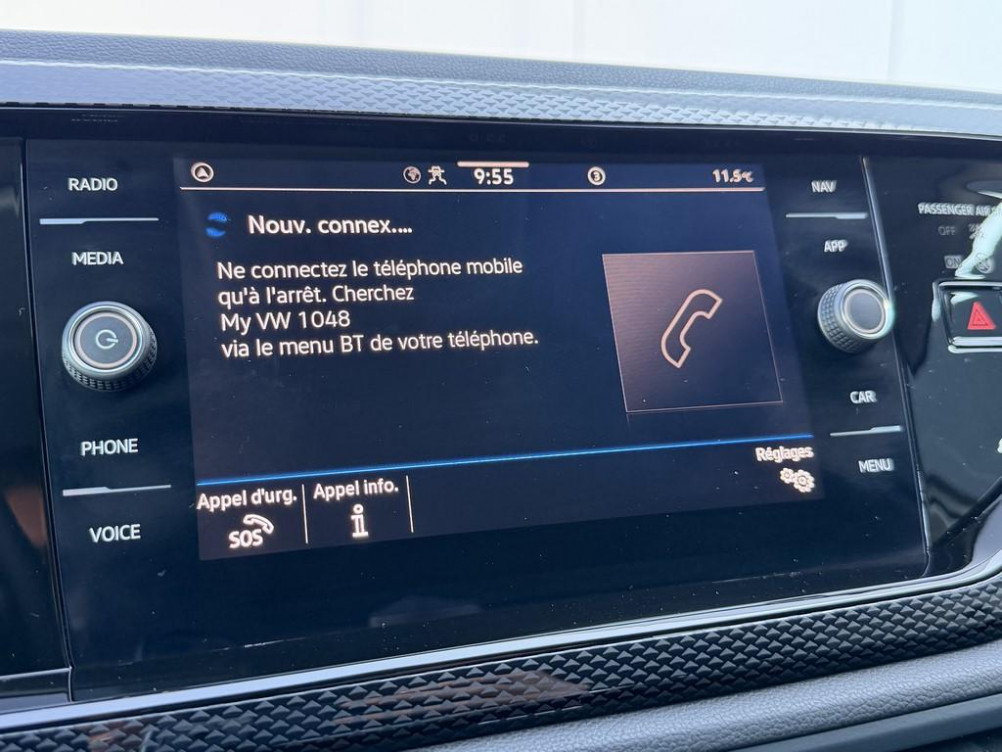 RADIO
MEDIA
PHONE
VOICE
9:55
3
11.5°C
Nouv. connex....
Ne connectez le téléphone mobile
qu'à l'arrêt. Cherchez
My VW 1048
via le menu BT de votre téléphone.
Appel d'urg.
SOS
Appel info.
i
Réglages
NAV
APP
CAR
MENU
PASSENGER AIR
OFF
ON